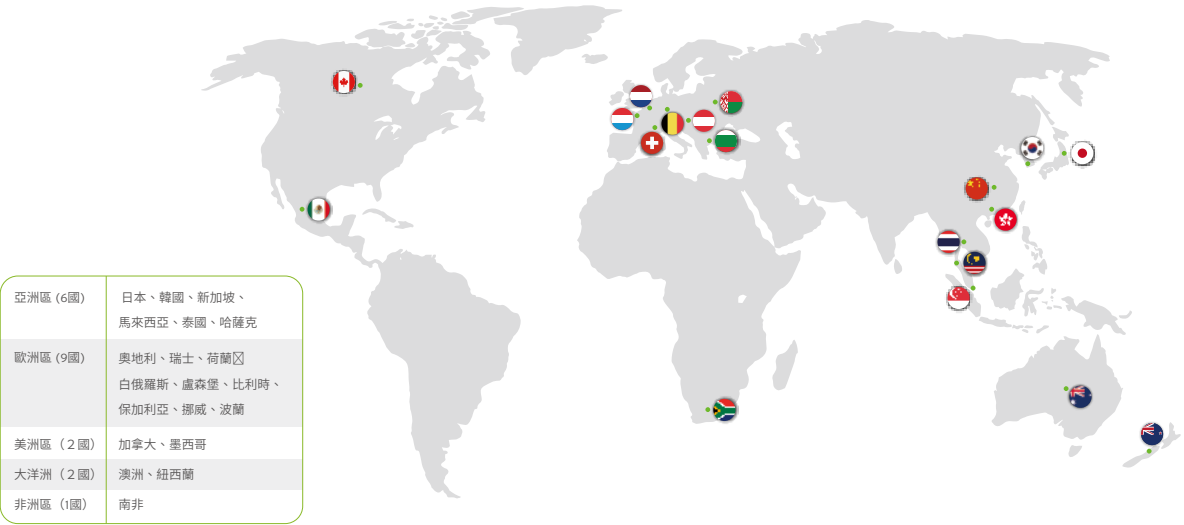 亞洲區 (6國) 日本、韓國、新加坡、
馬來西亞、泰國、哈薩克
歐洲區 (9國) 奧地利、瑞士、荷蘭
白俄羅斯、盧森堡、比利時、
保加利亞、挪威、波蘭
美洲區（2國） 加拿大、墨西哥
大洋洲（2國） 澳洲、紐西蘭
非洲區（1國） 南非